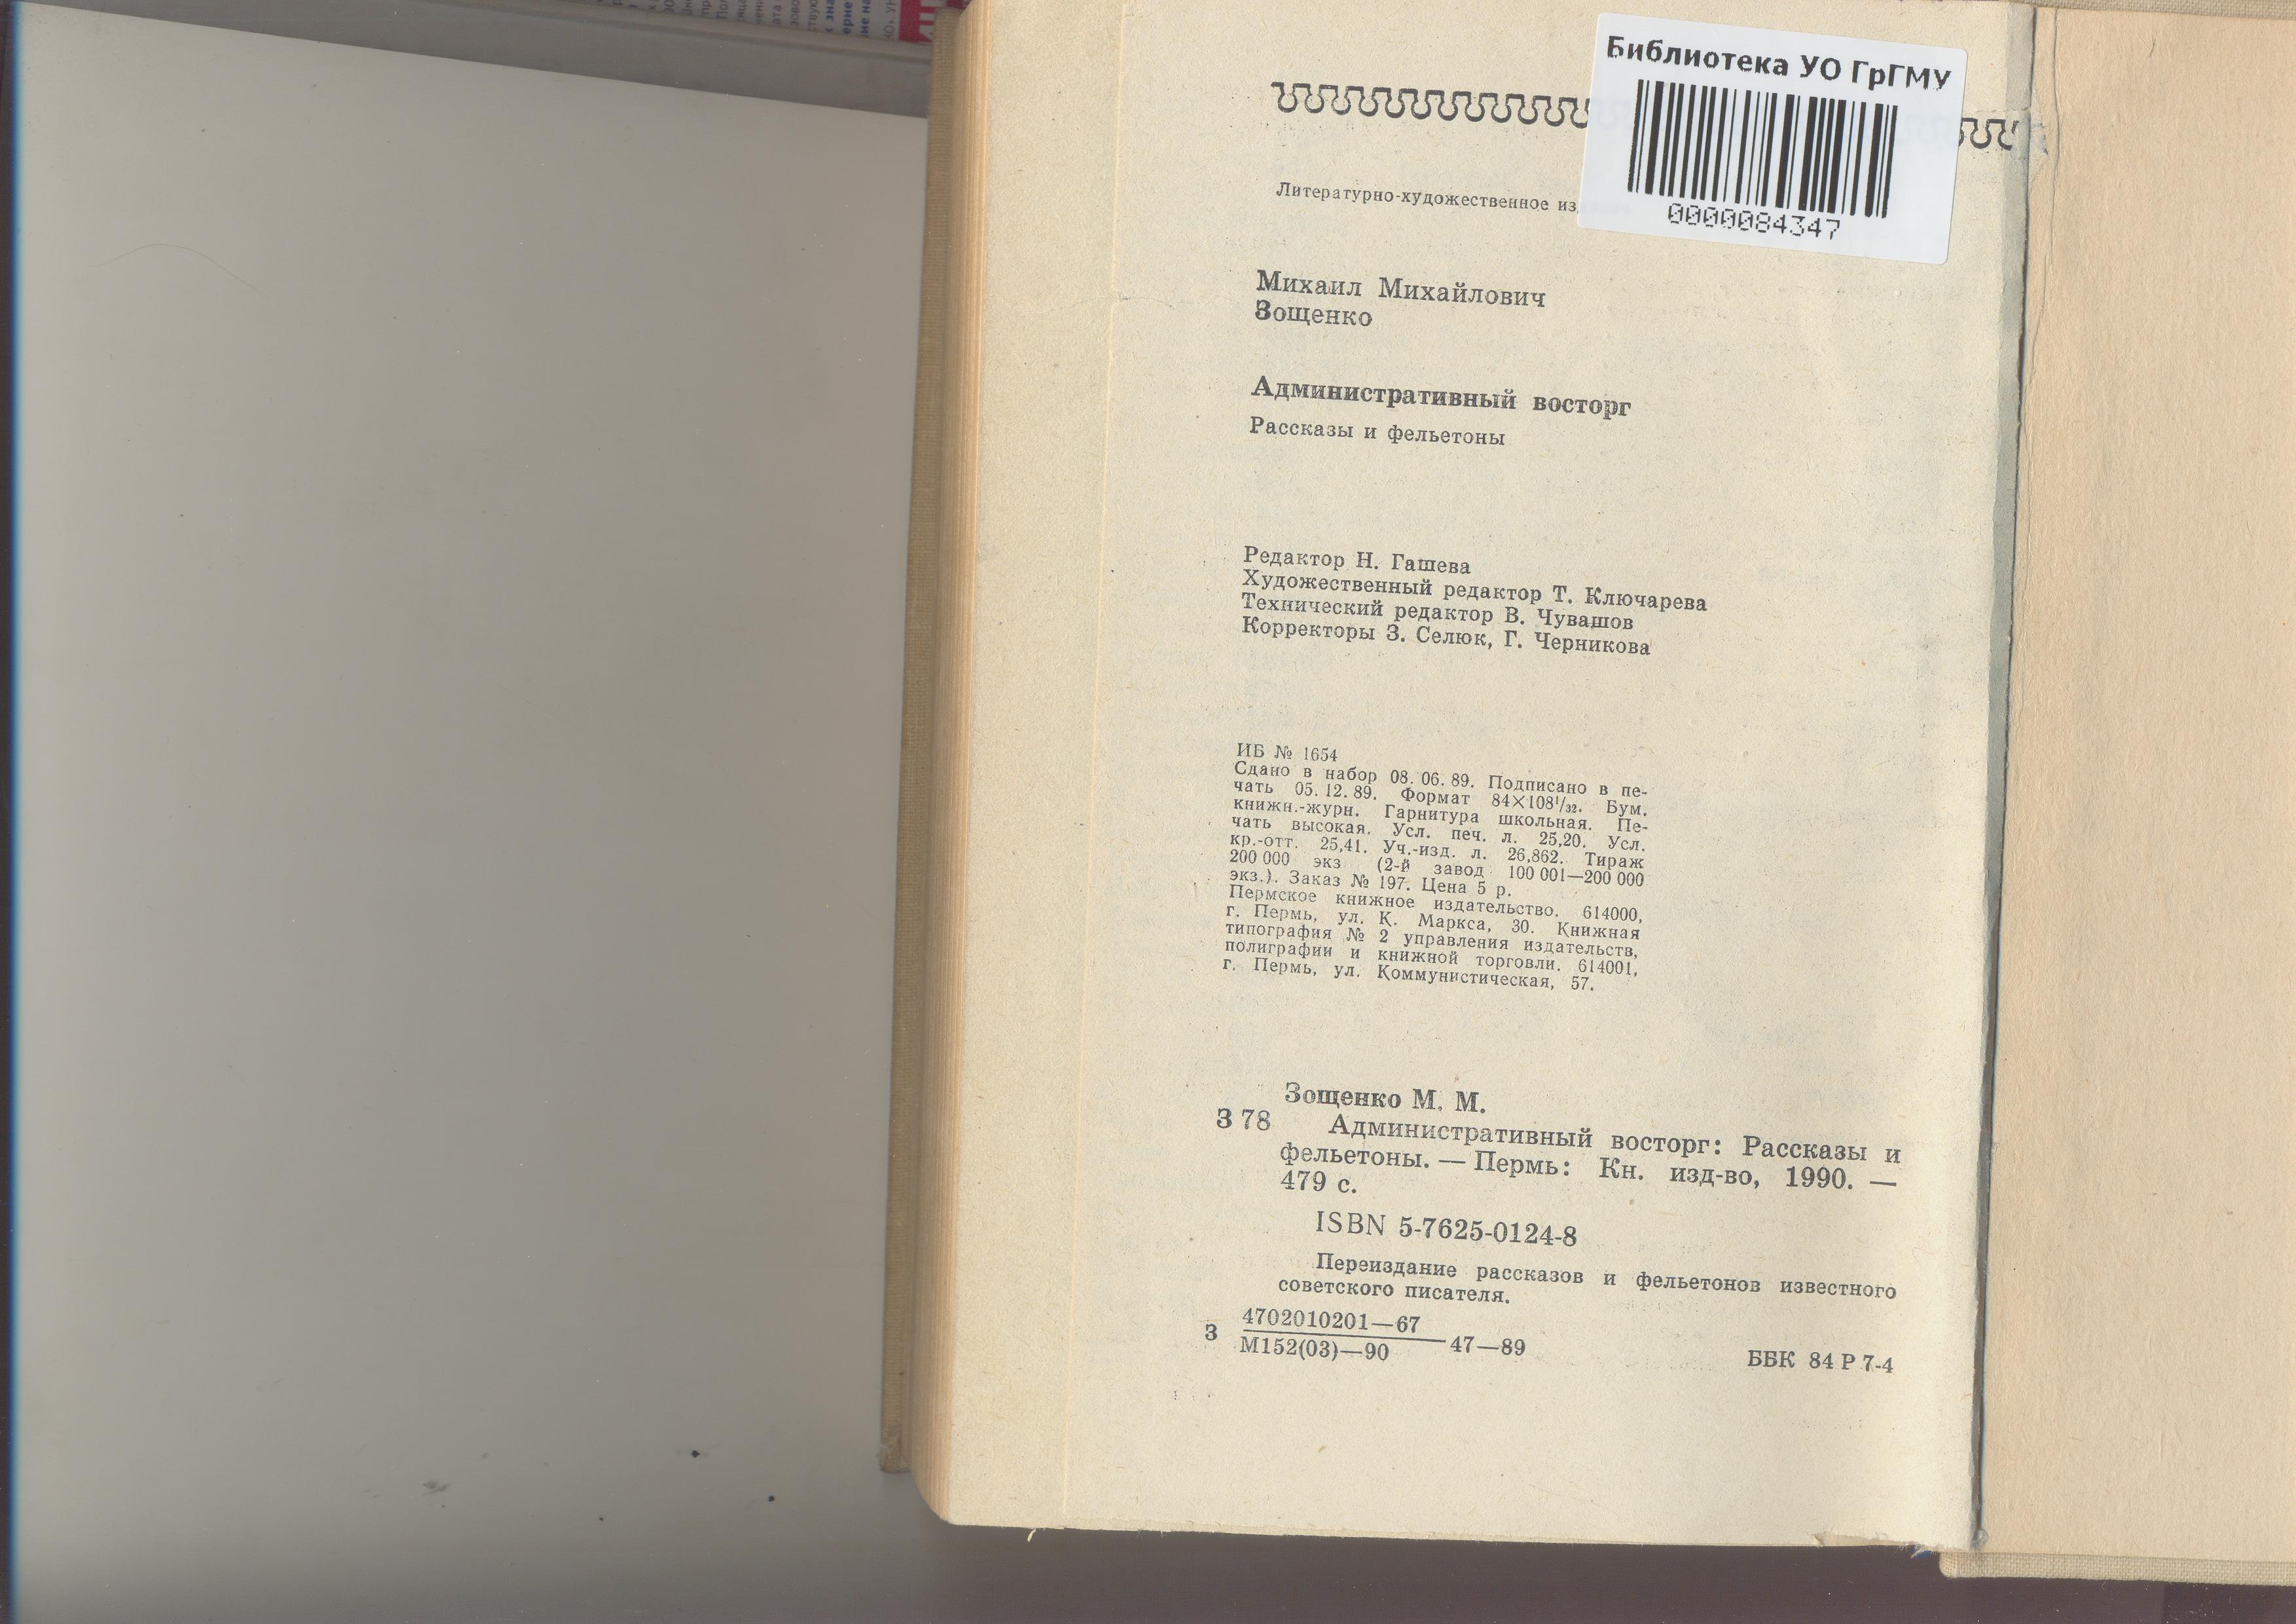 Библиотека УО ГрГМУ
0000084347
Литературно-художественное из
Михаил Михайлович
Зощенко
Административный восторг
Рассказы и фельетоны
Редактор Н. Гашева
Художественный редактор Т. Ключарева
Технический редактор В. Чувашов
Корректоры З. Селюк, Г. Черникова
ИБ № 1654
Сдано в набор 08.06.89. Подписано в пе-
чать 05.12.89. Формат 84×108¹/₃₂. Бум.
книжн.-журн. Гарнитура школьная. Пе-
чать высокая. Усл. печ. л. 25,20. Усл.
кр.-отт. 25,41. Уч.-изд. л. 26,862. Тираж
200 000 экз (2-й завод 100 001—200 000
экз.). Заказ № 197. Цена 5 р.
Пермское книжное издательство. 614000,
г. Пермь, ул. К. Маркса, 30. Книжная
типография № 2 управления издательств,
полиграфии и книжной торговли. 614001,
г. Пермь, ул. Коммунистическая, 57.
Зощенко М. М.
З 78 Административный восторг: Рассказы и
фельетоны. — Пермь: Кн. изд-во, 1990. —
479 с.
ISBN 5-7625-0124-8
Переиздание рассказов и фельетонов известного
советского писателя.
4702010201—67
З 47—89
М152(03)—90
ББК 84 Р 7-4